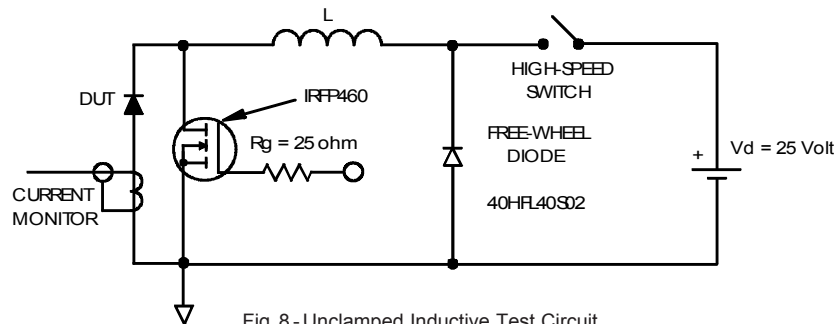 L
HIGH-SPEED
SWITCH
DUT
IRFP460
Rg = 25 ohm
FREE-WHEEL
DIODE
+
Vd = 25 Volt
CURRENT
MONITOR
40HFL40S02
Fig. 8 - Unclamped Inductive Test Circuit